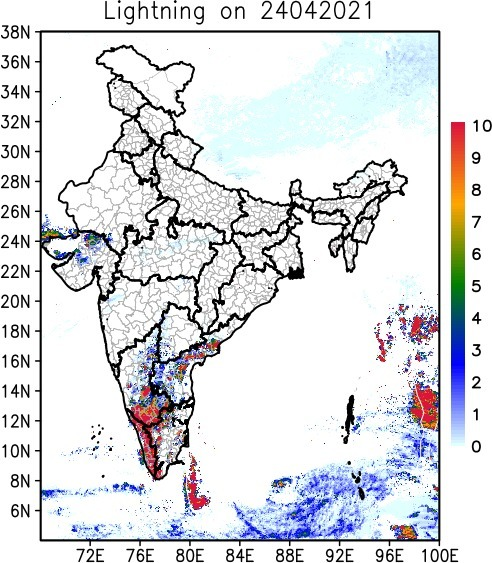 Lightning on 24042021
38N
36N
34N
32N
30N
28N
26N
24N
22N
20N
18N
16N
14N
12N
10N
8N
6N
72E 76E 80E 84E 88E 92E 96E 100E
10
9
8
7
6
5
4
3
2
1
0